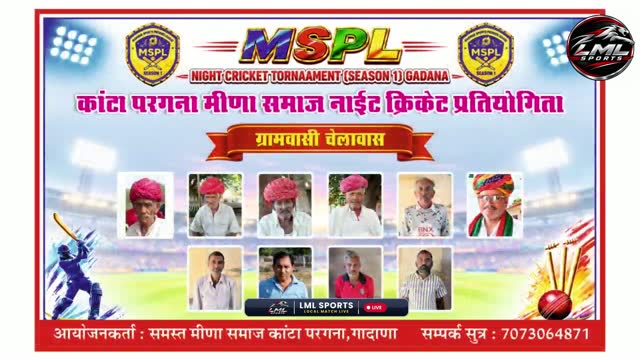 MSPL
NIGHT CRICKET TORNAAMENT (SEASON 1) GADANA
MSPL
SEASON 1
MSPL
SEASON 1
LML
SPORTS
कांटा परगना मीणा समाज नाईट क्रिकेट प्रतियोगिता
ग्रामवासी चेलावास
LML SPORTS
LOCAL MATCH LIVE
LIVE
आयोजनकर्ता : समस्त मीणा समाज कांटा परगना,गादाणा सम्पर्क सुत्र : 7073064871